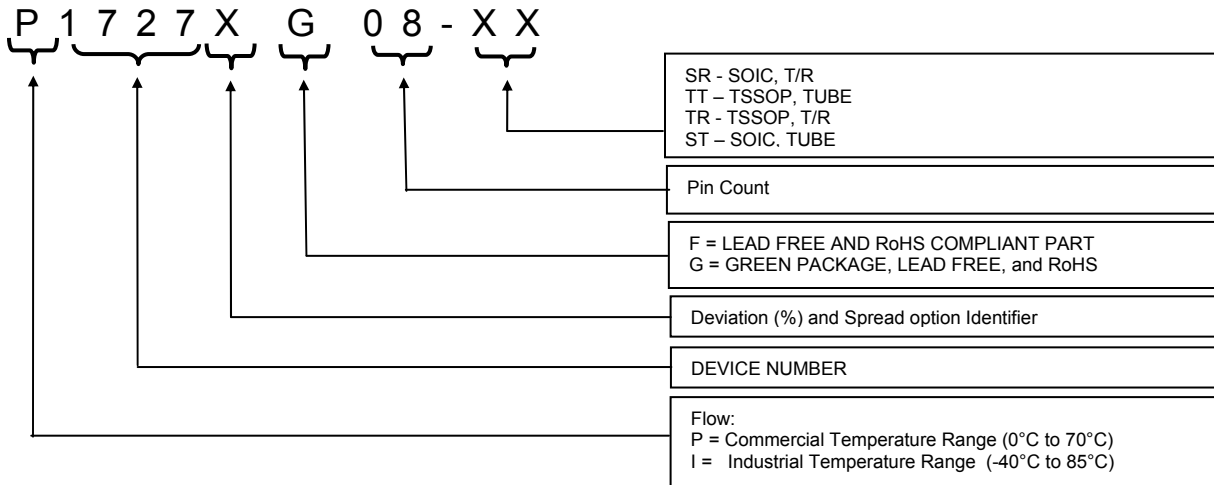 P 1 7 2 7 X G 0 8 - X X
SR - SOIC, T/R
TT – TSSOP, TUBE
TR - TSSOP, T/R
ST – SOIC, TUBE
Pin Count
F = LEAD FREE AND RoHS COMPLIANT PART
G = GREEN PACKAGE, LEAD FREE, and RoHS
Deviation (%) and Spread option Identifier
DEVICE NUMBER
Flow:
P = Commercial Temperature Range (0°C to 70°C)
I = Industrial Temperature Range (-40°C to 85°C)